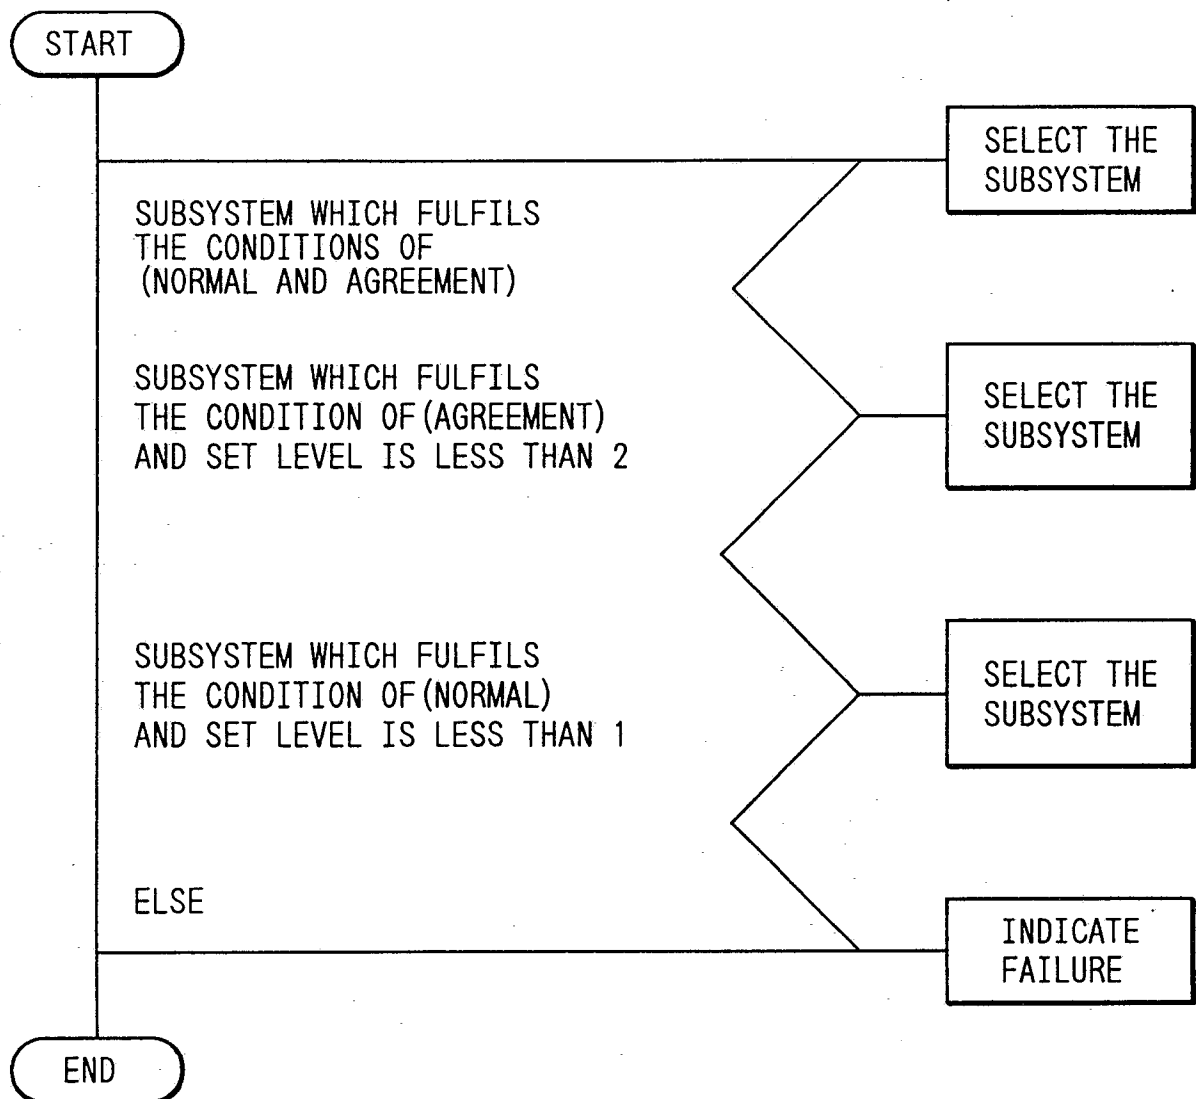 START
SELECT THE
SUBSYSTEM
SUBSYSTEM WHICH FULFILS
THE CONDITIONS OF
(NORMAL AND AGREEMENT)
SUBSYSTEM WHICH FULFILS
THE CONDITION OF (AGREEMENT)
AND SET LEVEL IS LESS THAN 2
SELECT THE
SUBSYSTEM
SUBSYSTEM WHICH FULFILS
THE CONDITION OF (NORMAL)
AND SET LEVEL IS LESS THAN 1
SELECT THE
SUBSYSTEM
ELSE
INDICATE
FAILURE
END